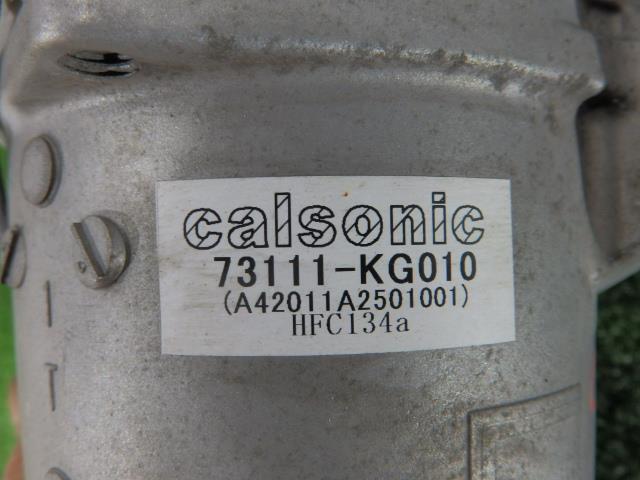 calsonic
73111-KG010
(A42011A2501001)
HFC134a
I
T